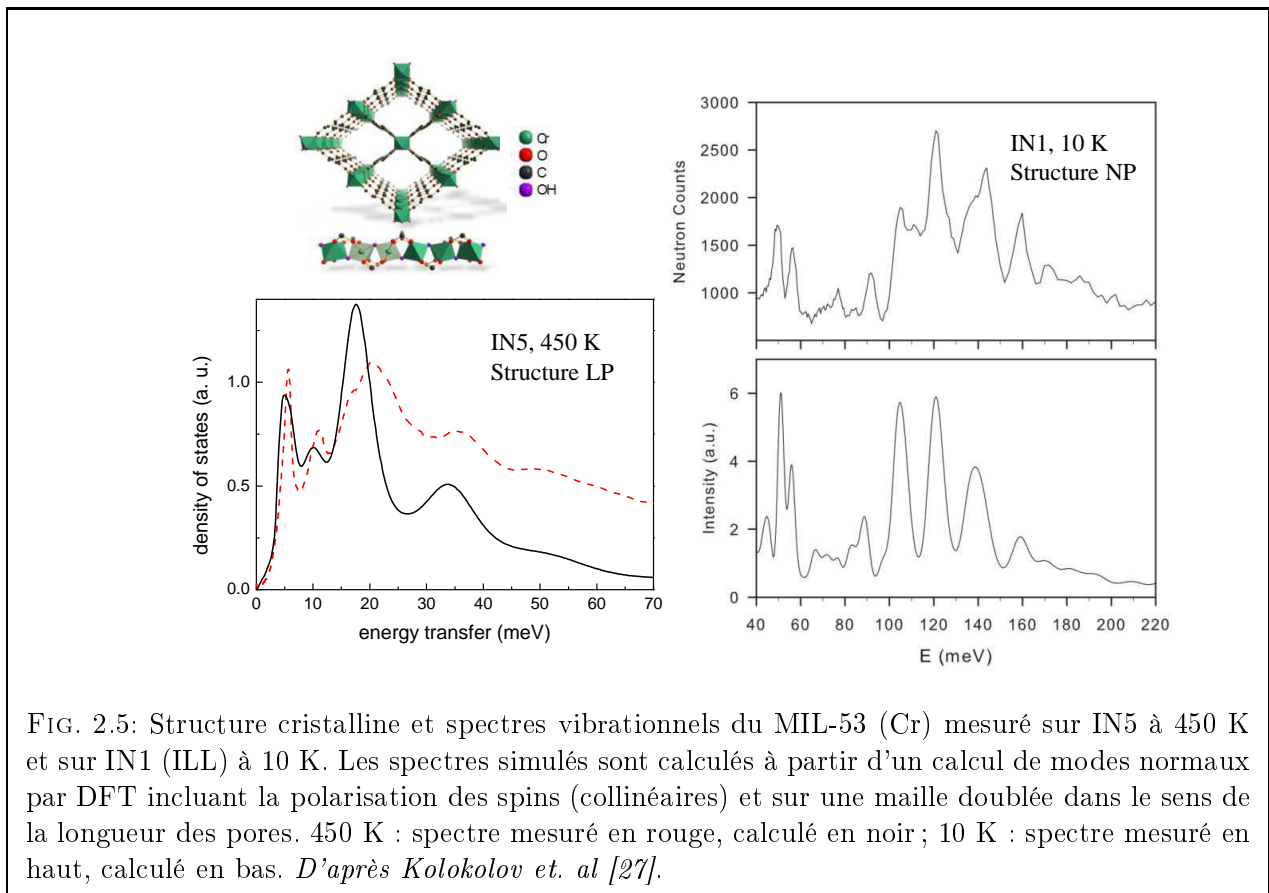 Cr
O
C
OH
IN5, 450 K
Structure LP
density of states (a. u.)
1.0
0.5
0.0
0 10 20 30 40 50 60 70
energy transfer (meV)
IN1, 10 K
Structure NP
Neutron Counts
3000
2500
2000
1500
1000
Intensity (a.u.)
6
4
2
0
40 60 80 100 120 140 160 180 200 220
E (meV)
FIG. 2.5: Structure cristalline et spectres vibrationnels du MIL-53 (Cr) mesuré sur IN5 à 450 K
et sur IN1 (ILL) à 10 K. Les spectres simulés sont calculés à partir d'un calcul de modes normaux
par DFT incluant la polarisation des spins (collinéaires) et sur une maille doublée dans le sens de
la longueur des pores. 450 K : spectre mesuré en rouge, calculé en noir ; 10 K : spectre mesuré en
haut, calculé en bas. D'après Kolokolov et. al [27].